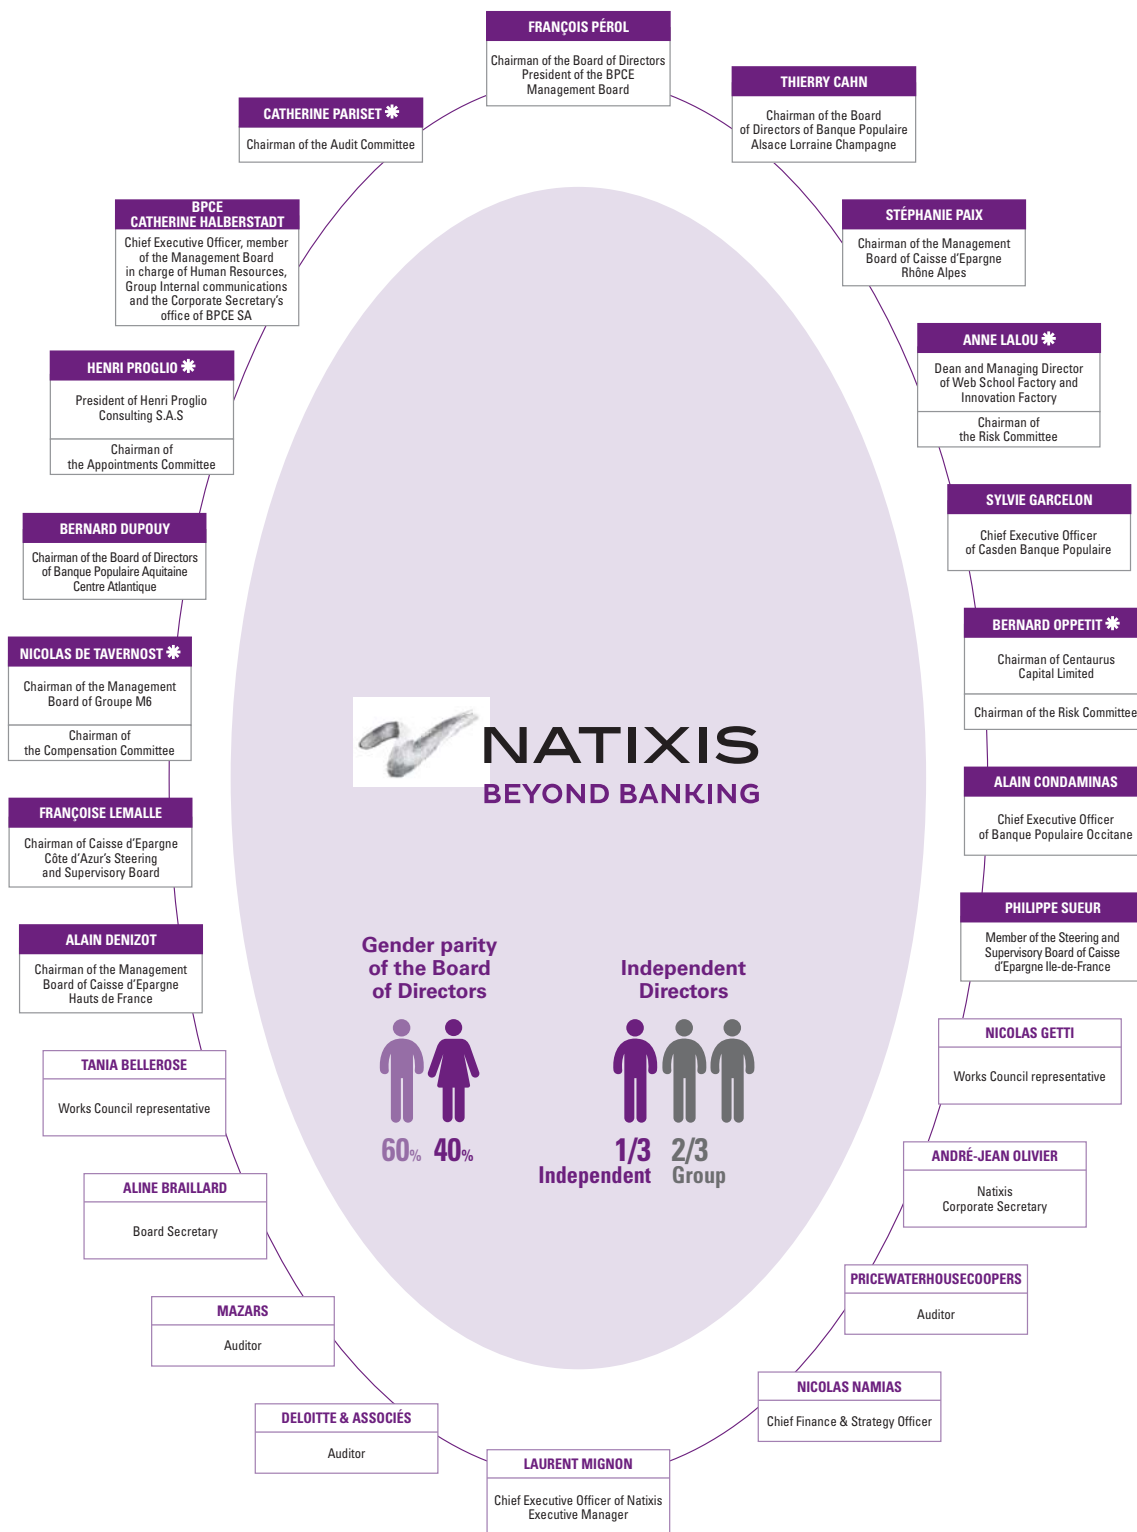 FRANÇOIS PÉROL
Chairman of the Board of Directors
President of the BPCE
Management Board
THIERRY CAHN
Chairman of the Board
of Directors of Banque Populaire
Alsace Lorraine Champagne
CATHERINE PARISET ✱
Chairman of the Audit Committee
BPCE
CATHERINE HALBERSTADT
Chief Executive Officer, member
of the Management Board
in charge of Human Resources,
Group Internal communications
and the Corporate Secretary's
office of BPCE SA
STÉPHANIE PAIX
Chairman of the Management
Board of Caisse d'Epargne
Rhône Alpes
HENRI PROGLIO ✱
President of Henri Proglio
Consulting S.A.S
Chairman of
the Appointments Committee
ANNE LALOU ✱
Dean and Managing Director
of Web School Factory and
Innovation Factory
Chairman of
the Risk Committee
BERNARD DUPOUY
Chairman of the Board of Directors
of Banque Populaire Aquitaine
Centre Atlantique
SYLVIE GARCELON
Chief Executive Officer
of Casden Banque Populaire
NICOLAS DE TAVERNOST ✱
Chairman of the Management
Board of Groupe M6
Chairman of
the Compensation Committee
BERNARD OPPETIT ✱
Chairman of Centaurus
Capital Limited
Chairman of the Risk Committee
NATIXIS
BEYOND BANKING
FRANÇOISE LEMALLE
Chairman of Caisse d'Epargne
Côte d'Azur's Steering
and Supervisory Board
ALAIN CONDAMINAS
Chief Executive Officer
of Banque Populaire Occitane
ALAIN DENIZOT
Chairman of the Management
Board of Caisse d'Epargne
Hauts de France
PHILIPPE SUEUR
Member of the Steering and
Supervisory Board of Caisse
d'Epargne Ile-de-France
Gender parity
of the Board
of Directors
60% 40%
Independent
Directors
1/3 2/3
Independent Group
TANIA BELLEROSE
Works Council representative
NICOLAS GETTI
Works Council representative
ALINE BRAILLARD
Board Secretary
ANDRÉ-JEAN OLIVIER
Natixis
Corporate Secretary
MAZARS
Auditor
PRICEWATERHOUSECOOPERS
Auditor
DELOITTE & ASSOCIÉS
Auditor
NICOLAS NAMIAS
Chief Finance & Strategy Officer
LAURENT MIGNON
Chief Executive Officer of Natixis
Executive Manager